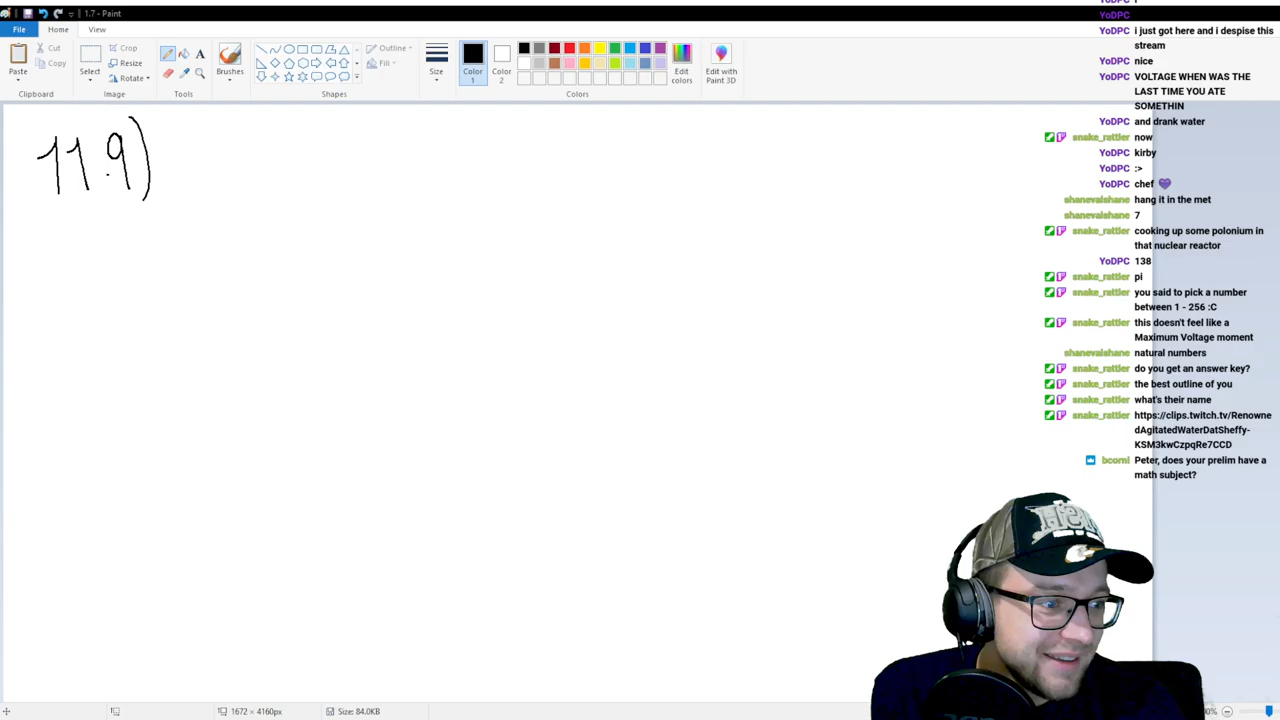 1.7 - Paint
File
Home
View
Paste
Cut
Copy
Clipboard
Select
Crop
Resize
Rotate
Image
A
Tools
Brushes
Shapes
Outline
Fill
Size
Color 1
Color 2
Colors
Edit colors
Edit with Paint 3D
11.9)
YoDPC
YoDPC i just got here and i despise this
stream
YoDPC nice
YoDPC VOLTAGE WHEN WAS THE
LAST TIME YOU ATE
SOMETHIN
YoDPC and drank water
snake_rattler now
YoDPC kirby
YoDPC :>
YoDPC chef 💜
shanevaishane hang it in the met
shanevaishane 7
snake_rattler cooking up some polonium in
that nuclear reactor
YoDPC 138
snake_rattler pi
snake_rattler you said to pick a number
between 1 - 256 :C
snake_rattler this doesn't feel like a
Maximum Voltage moment
shanevaishane natural numbers
snake_rattler do you get an answer key?
snake_rattler the best outline of you
snake_rattler what's their name
snake_rattler https://clips.twitch.tv/Renowne
dAgitatedWaterDatSheffy-
KSM3kwCzpqRe7CCD
bcornl Peter, does your prelim have a
math subject?
1672 × 4160px
Size: 84.0KB